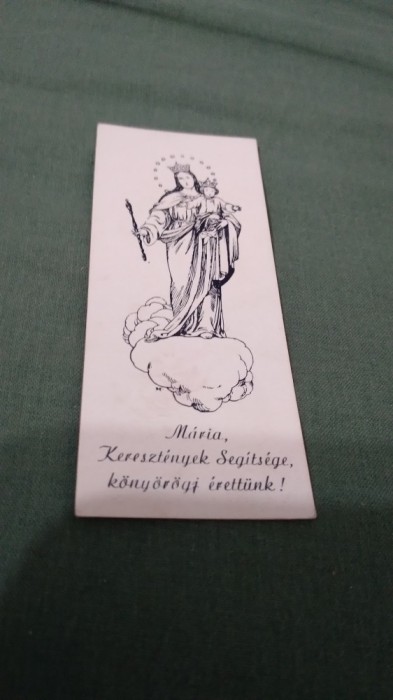 Mária,
Keresztények Segítsége,
könyörögj érettünk!